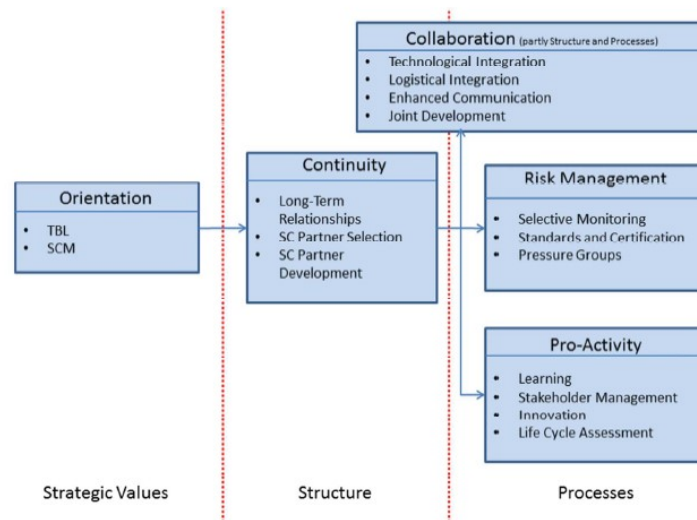 Collaboration (partly Structure and Processes)
• Technological Integration
• Logistical Integration
• Enhanced Communication
• Joint Development
Continuity
• Long-Term
Relationships
• SC Partner Selection
• SC Partner
Development
Orientation
• TBL
• SCM
Risk Management
• Selective Monitoring
• Standards and Certification
• Pressure Groups
Pro-Activity
• Learning
• Stakeholder Management
• Innovation
• Life Cycle Assessment
Strategic Values
Structure
Processes